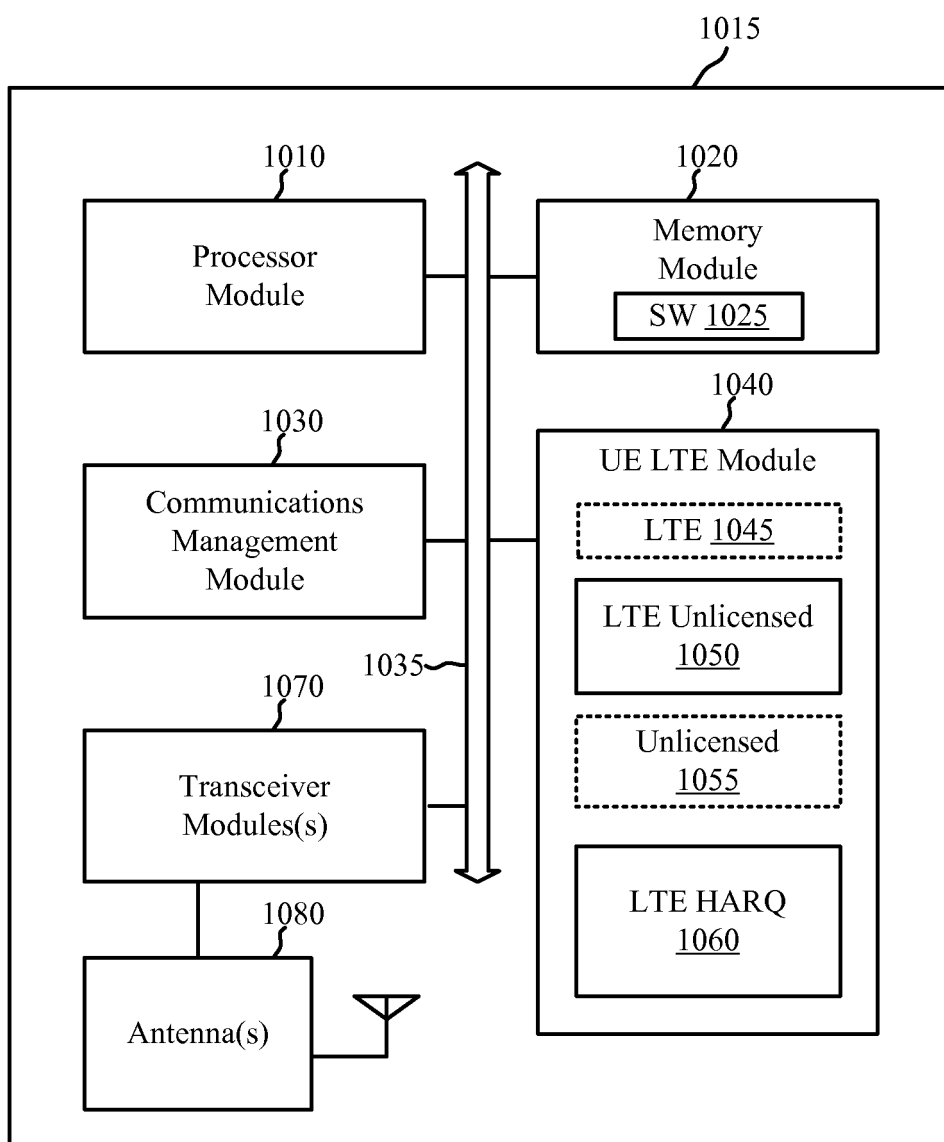 1015
1010
Processor
Module
1020
Memory
Module
SW 1025
1030
Communications
Management
Module
1035
1040
UE LTE Module
LTE 1045
LTE Unlicensed
1050
Unlicensed
1055
LTE HARQ
1060
1070
Transceiver
Modules(s)
1080
Antenna(s)